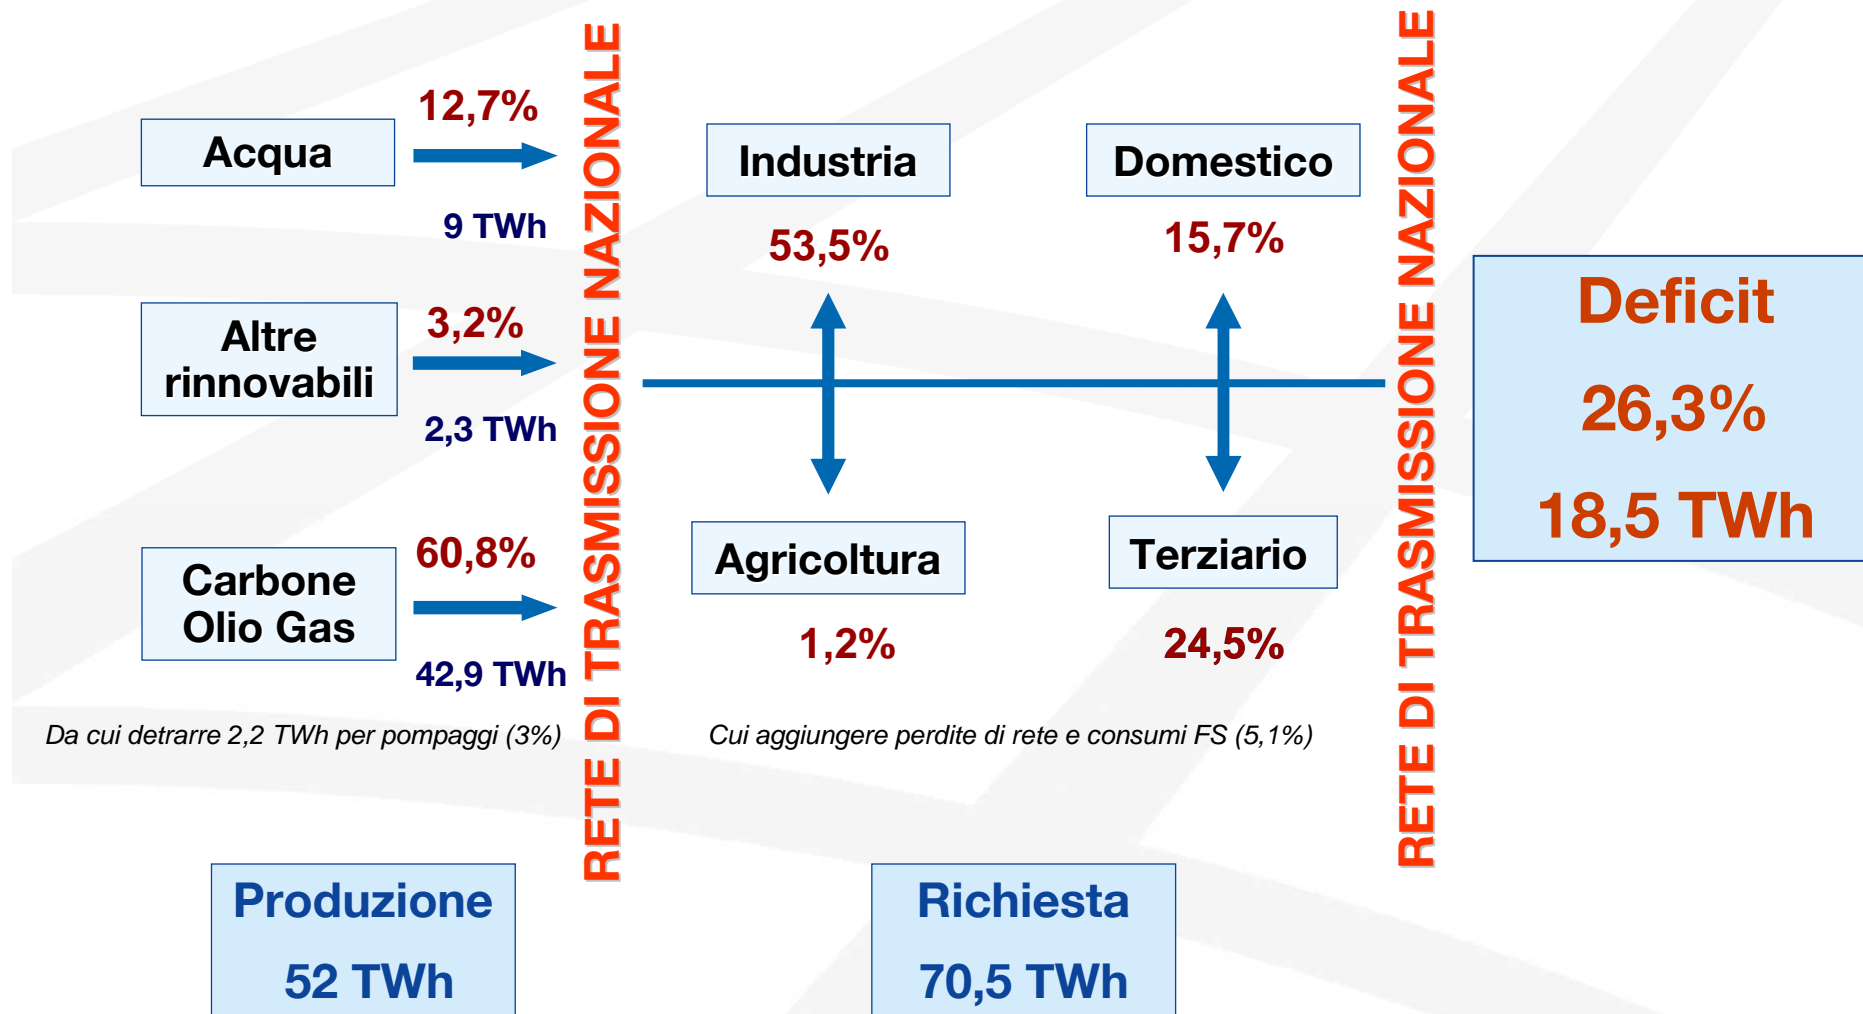 12,7%
Acqua
9 TWh
3,2%
Altre
rinnovabili
2,3 TWh
60,8%
Carbone
Olio Gas
42,9 TWh
Da cui detrarre 2,2 TWh per pompaggi (3%)
RETE DI TRASMISSIONE NAZIONALE
Industria
53,5%
Domestico
15,7%
Agricoltura
1,2%
Terziario
24,5%
Cui aggiungere perdite di rete e consumi FS (5,1%)
RETE DI TRASMISSIONE NAZIONALE
Deficit
26,3%
18,5 TWh
Produzione
52 TWh
Richiesta
70,5 TWh